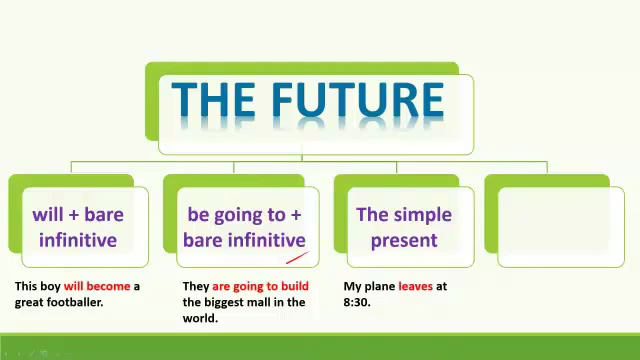 THE FUTURE
will + bare
infinitive
be going to +
bare infinitive
The simple
present
This boy will become a
great footballer.
They are going to build
the biggest mall in the
world.
My plane leaves at
8:30.